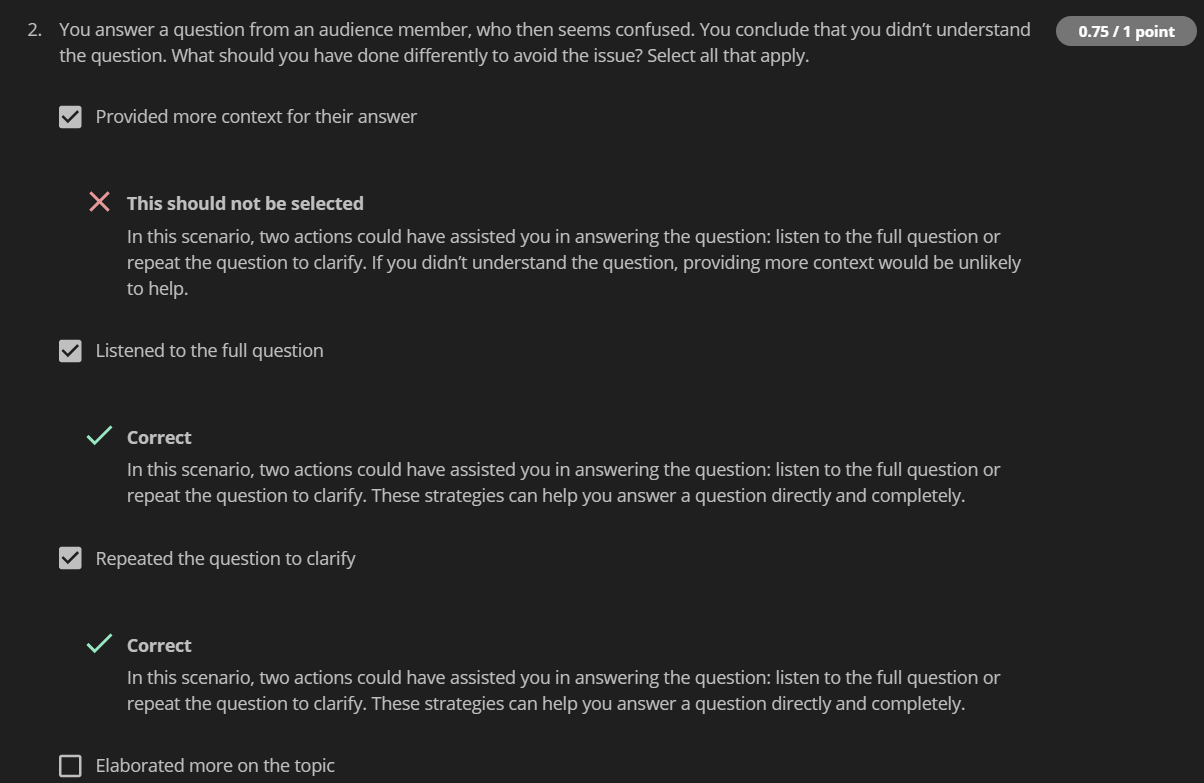 2. You answer a question from an audience member, who then seems confused. You conclude that you didn’t understand
0.75 / 1 point
the question. What should you have done differently to avoid the issue? Select all that apply.
Provided more context for their answer
This should not be selected
In this scenario, two actions could have assisted you in answering the question: listen to the full question or
repeat the question to clarify. If you didn’t understand the question, providing more context would be unlikely
to help.
Listened to the full question
Correct
In this scenario, two actions could have assisted you in answering the question: listen to the full question or
repeat the question to clarify. These strategies can help you answer a question directly and completely.
Repeated the question to clarify
Correct
In this scenario, two actions could have assisted you in answering the question: listen to the full question or
repeat the question to clarify. These strategies can help you answer a question directly and completely.
Elaborated more on the topic